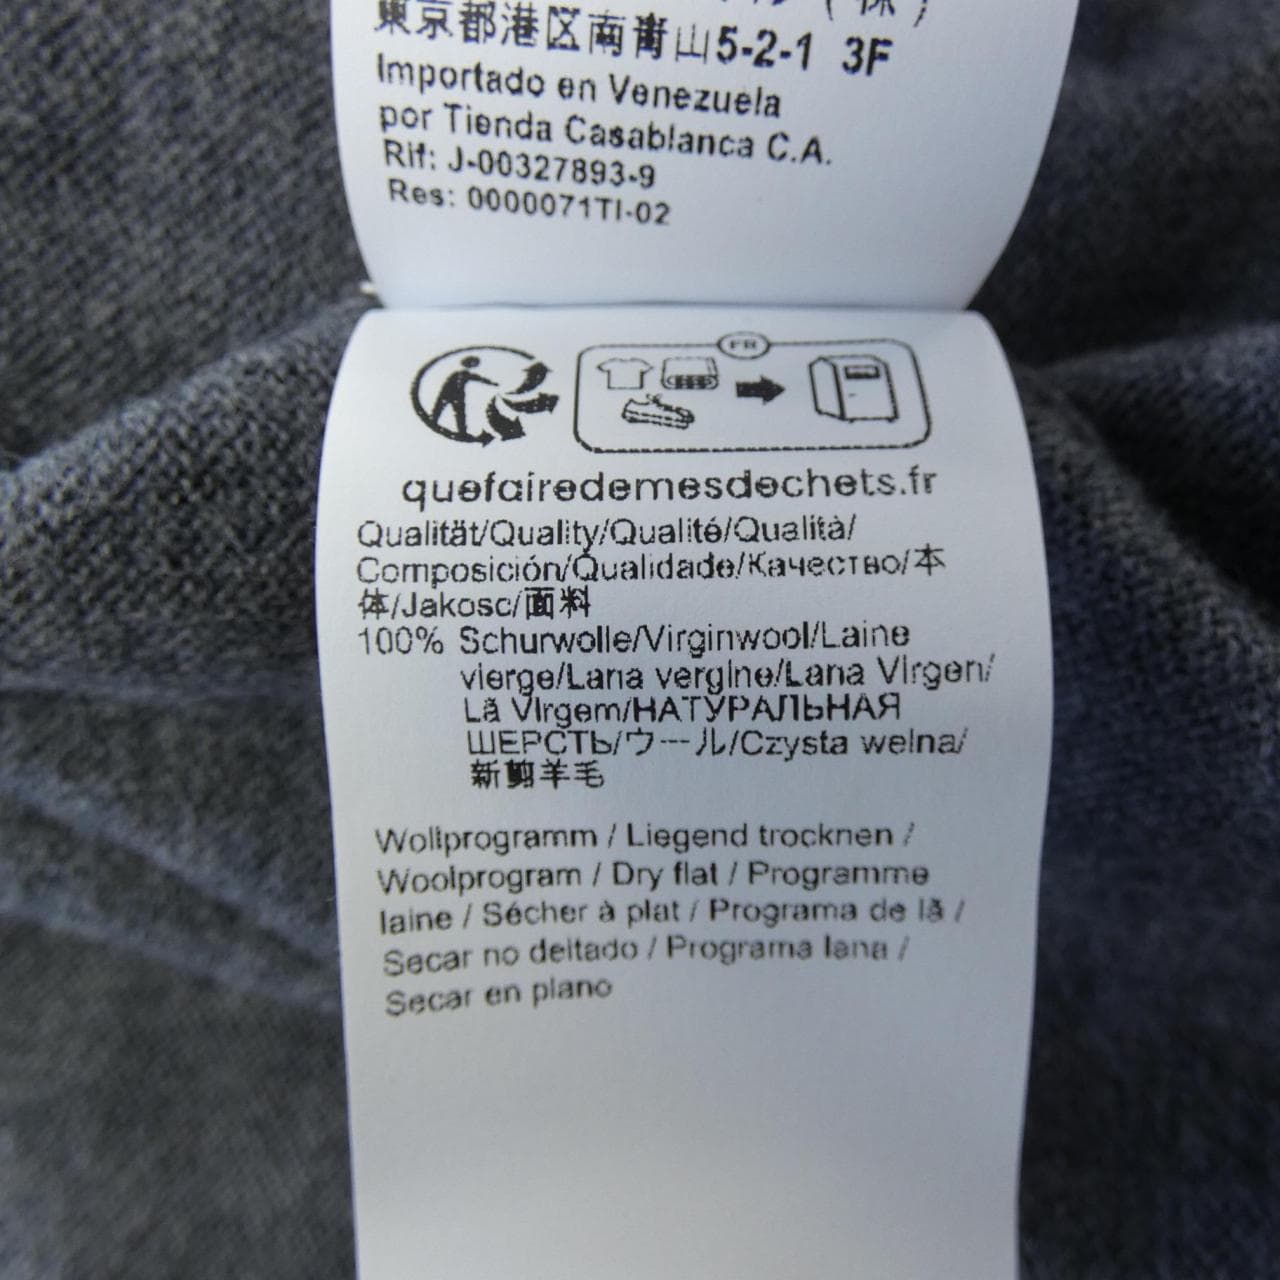 東京都港区南青山5-2-1 3F
Importado en Venezuela
por Tienda Casablanca C.A.
Rif: J-00327893-9
Res: 0000071TI-02
FR
quefairedemesdechets.fr
Qualität/Quality/Qualité/Qualità/
Composición/Qualidade/Качество/本
体/Jakosc/面料
100% Schurwolle/Virginwool/Laine
vierge/Lana vergine/Lana Virgen/
Lã Virgem/НАТУРАЛЬНАЯ
ШЕРСТЬ/ウール/Czysta welna/
新剪羊毛
Wollprogramm / Liegend trocknen /
Woolprogram / Dry flat / Programme
laine / Sécher à plat / Programa de lã /
Secar no deitado / Programa lana /
Secar en plano